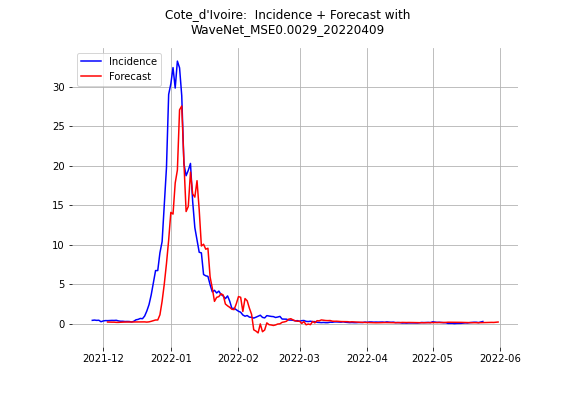 Cote_d'Ivoire:  Incidence + Forecast with
WaveNet_MSE0.0029_20220409
Incidence
Forecast
30
25
20
15
10
5
0
2021-12 2022-01 2022-02 2022-03 2022-04 2022-05 2022-06